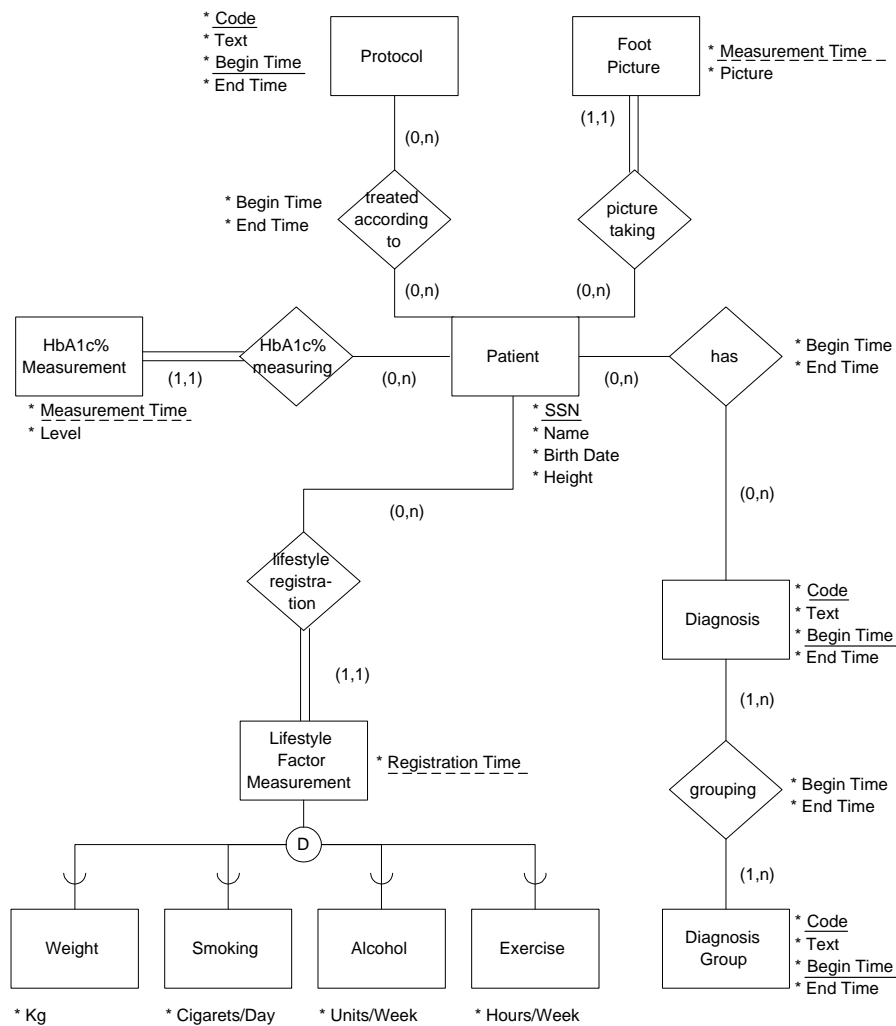 * Code
* Text
* Begin Time
* End Time
Protocol
Foot
Picture
* Measurement Time
* Picture
(0,n)
(1,1)
* Begin Time
* End Time
treated
according
to
picture
taking
(0,n)
(0,n)
HbA1c%
Measurement
(1,1)
HbA1c%
measuring
(0,n)
Patient
(0,n)
has
* Begin Time
* End Time
* Measurement Time
* Level
* SSN
* Name
* Birth Date
* Height
(0,n)
(0,n)
lifestyle
registra-
tion
Diagnosis
* Code
* Text
* Begin Time
* End Time
(1,1)
(1,n)
Lifestyle
Factor
Measurement
* Registration Time
grouping
* Begin Time
* End Time
D
(1,n)
Weight
Smoking
Alcohol
Exercise
Diagnosis
Group
* Code
* Text
* Begin Time
* End Time
* Kg
* Cigarets/Day
* Units/Week
* Hours/Week